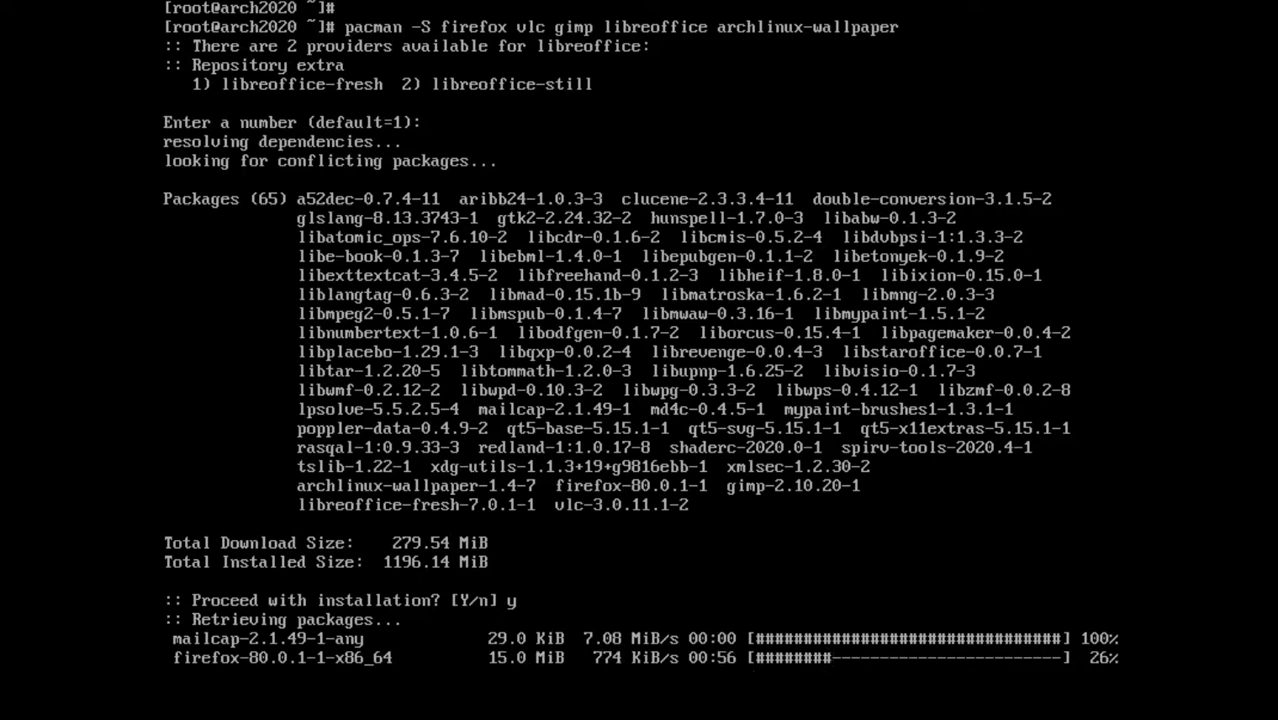 [root@arch2020 ~]#
[root@arch2020 ~]# pacman -S firefox vlc gimp libreoffice archlinux-wallpaper
:: There are 2 providers available for libreoffice:
:: Repository extra
   1) libreoffice-fresh  2) libreoffice-still
Enter a number (default=1):
resolving dependencies...
looking for conflicting packages...
Packages (65) a52dec-0.7.4-11  aribb24-1.0.3-3  clucene-2.3.3.4-11  double-conversion-3.1.5-2
glslang-8.13.3743-1  gtk2-2.24.32-2  hunspell-1.7.0-3  libabw-0.1.3-2
libatomic_ops-7.6.10-2  libcdr-0.1.6-2  libcmis-0.5.2-4  libdvbpsi-1:1.3.3-2
libe-book-0.1.3-7  libebml-1.4.0-1  libepubgen-0.1.1-2  libetonyek-0.1.9-2
libexttextcat-3.4.5-2  libfreehand-0.1.2-3  libheif-1.8.0-1  libixion-0.15.0-1
liblangtag-0.6.3-2  libmad-0.15.1b-9  libmatroska-1.6.2-1  libmng-2.0.3-3
libmpeg2-0.5.1-7  libmspub-0.1.4-7  libmwaw-0.3.16-1  libmypaint-1.5.1-2
libnumbertext-1.0.6-1  libodfgen-0.1.7-2  liborcus-0.15.4-1  libpagemaker-0.0.4-2
libplacebo-1.29.1-3  libqxp-0.0.2-4  librevenge-0.0.4-3  libstaroffice-0.0.7-1
libtar-1.2.20-5  libtommath-1.2.0-3  libupnp-1.6.25-2  libvisio-0.1.7-3
libwmf-0.2.12-2  libwpd-0.10.3-2  libwpg-0.3.3-2  libwps-0.4.12-1  libzmf-0.0.2-8
lpsolve-5.5.2.5-4  mailcap-2.1.49-1  md4c-0.4.5-1  mypaint-brushes1-1.3.1-1
poppler-data-0.4.9-2  qt5-base-5.15.1-1  qt5-svg-5.15.1-1  qt5-x11extras-5.15.1-1
rasqal-1:0.9.33-3  redland-1:1.0.17-8  shaderc-2020.0-1  spirv-tools-2020.4-1
tslib-1.22-1  xdg-utils-1.1.3+19+g9816ebb-1  xmlsec-1.2.30-2
archlinux-wallpaper-1.4-7  firefox-80.0.1-1  gimp-2.10.20-1
libreoffice-fresh-7.0.1-1  vlc-3.0.11.1-2
Total Download Size:    279.54 MiB
Total Installed Size:  1196.14 MiB
:: Proceed with installation? [Y/n] y
:: Retrieving packages...
mailcap-2.1.49-1-any             29.0 KiB  7.08 MiB/s 00:00 [################################] 100%
firefox-80.0.1-1-x86_64          15.0 MiB   774 KiB/s 00:56 [########------------------------]  26%